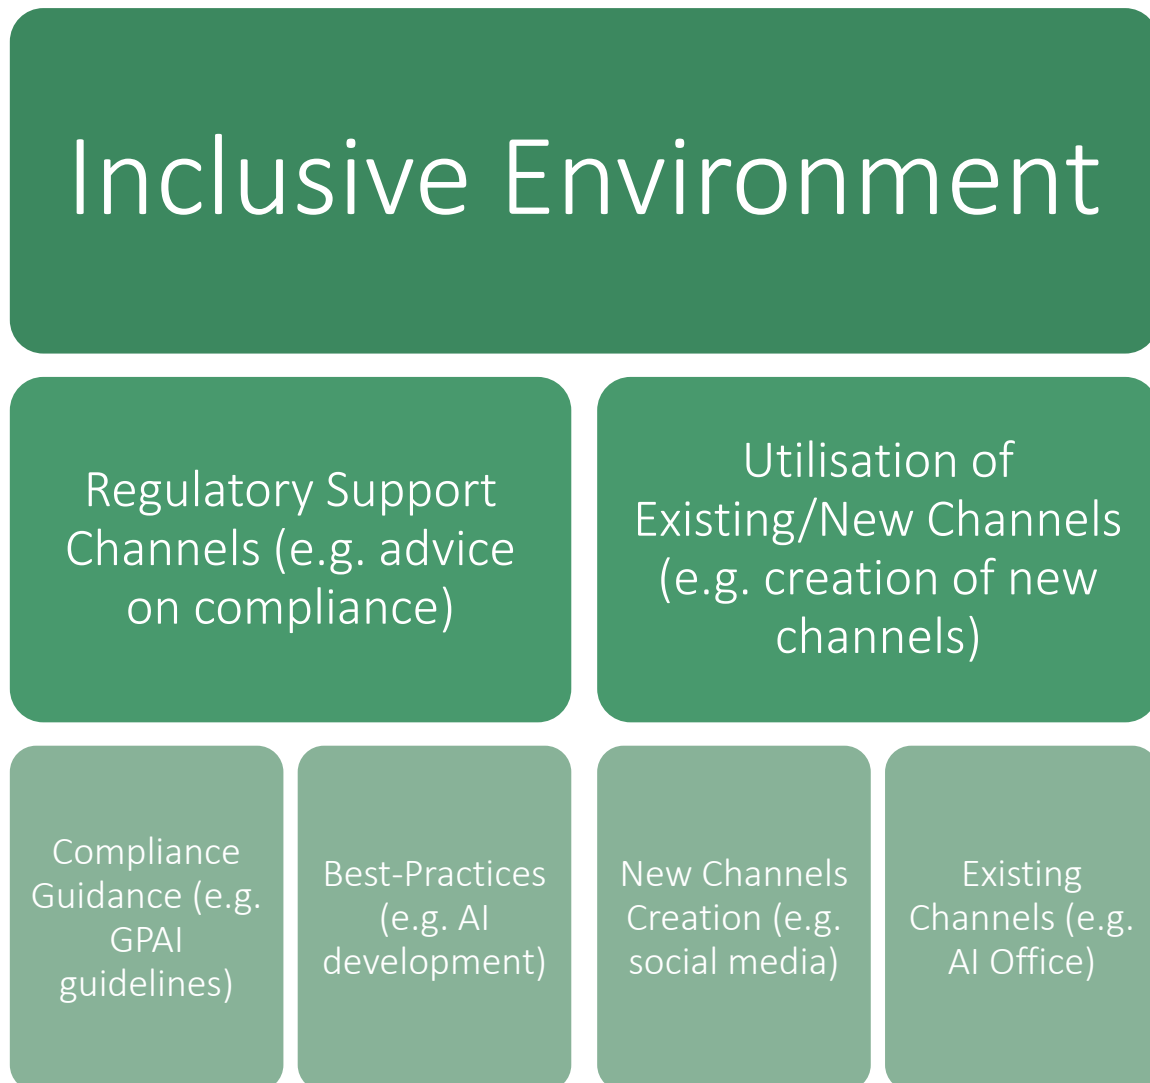 Inclusive Environment
Regulatory Support
Channels (e.g. advice
on compliance)
Utilisation of
Existing/New Channels
(e.g. creation of new
channels)
Compliance
Guidance (e.g.
GPAI
guidelines)
Best-Practices
(e.g. AI
development)
New Channels
Creation (e.g.
social media)
Existing
Channels (e.g.
AI Office)